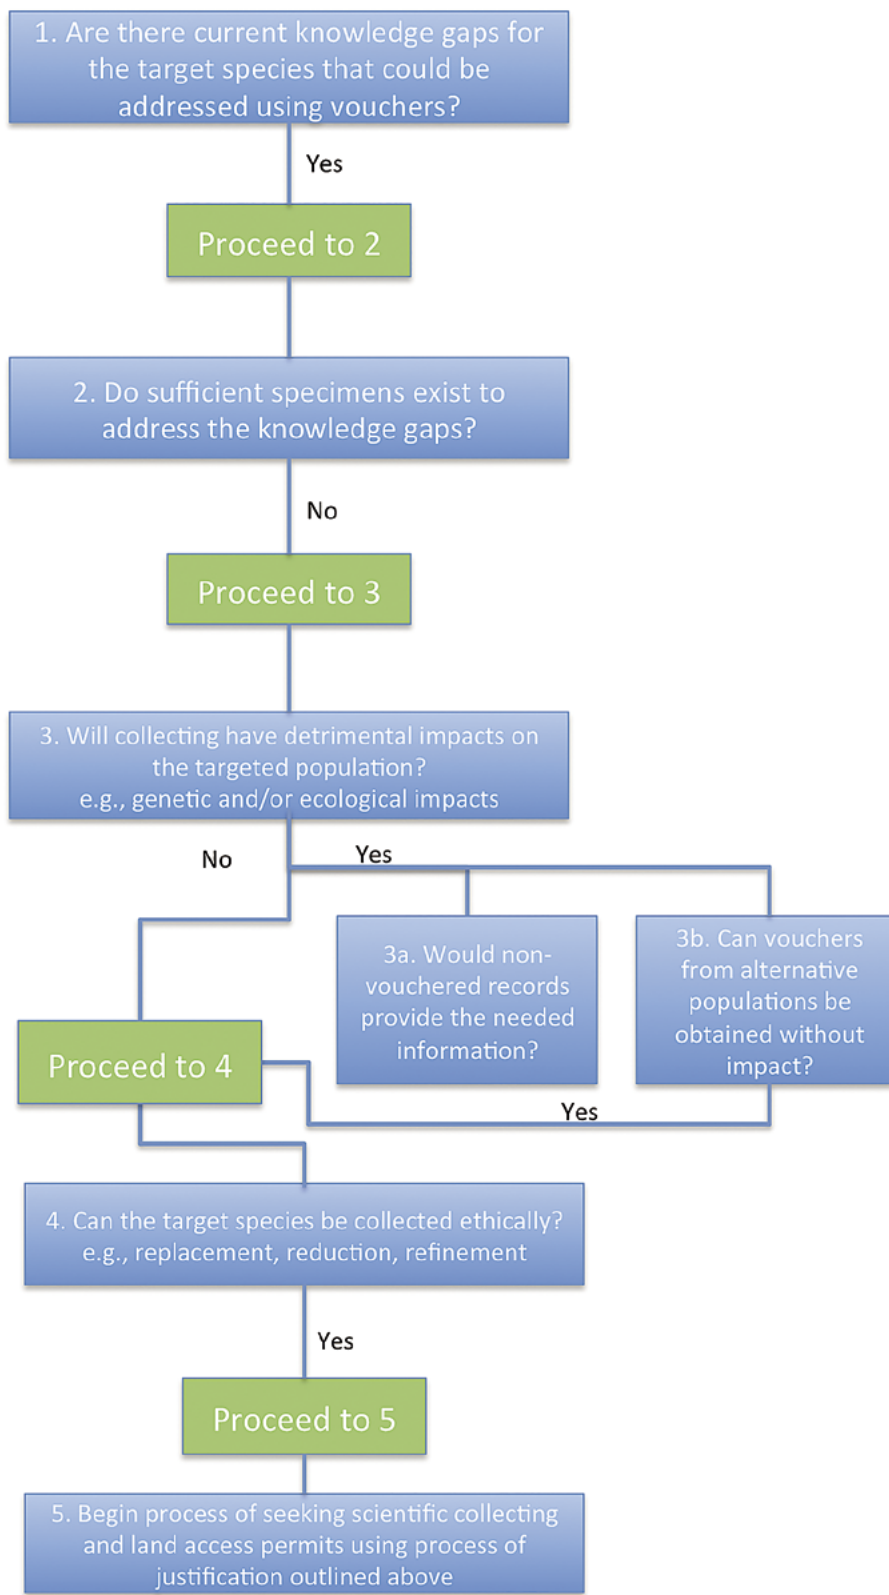 1. Are there current knowledge gaps for
the target species that could be
addressed using vouchers?
Yes
Proceed to 2
2. Do sufficient specimens exist to
address the knowledge gaps?
No
Proceed to 3
3. Will collecting have detrimental impacts on
the targeted population?
e.g., genetic and/or ecological impacts
No
Yes
3a. Would non-
vouchered records
provide the needed
information?
3b. Can vouchers
from alternative
populations be
obtained without
impact?
Proceed to 4
Yes
4. Can the target species be collected ethically?
e.g., replacement, reduction, refinement
Yes
Proceed to 5
5. Begin process of seeking scientific collecting
and land access permits using process of
justification outlined above